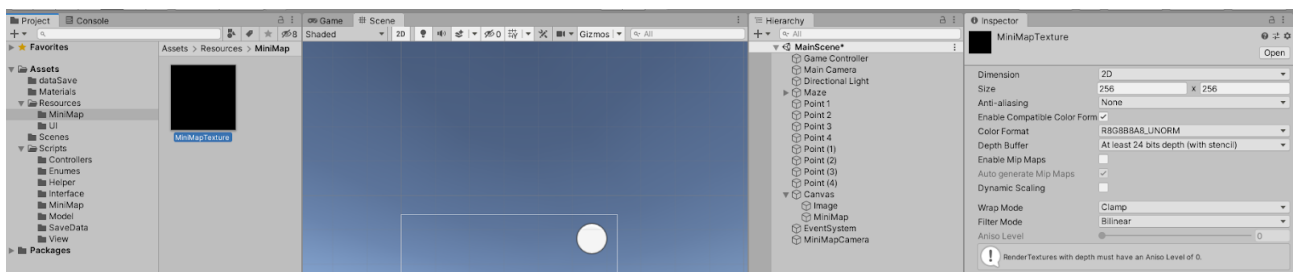 Project
Console
8
Favorites
Assets
dataSave
Materials
Resources
MiniMap
UI
Scenes
Scripts
Controllers
Enumes
Helper
Interface
MiniMap
Model
SaveData
View
Packages
Assets > Resources > MiniMap
MiniMapTexture
Game
Scene
Shaded
2D
0
Gizmos
All
Hierarchy
All
MainScene*
Game Controller
Main Camera
Directional Light
Maze
Point 1
Point 2
Point 3
Point 4
Point (1)
Point (2)
Point (3)
Point (4)
Canvas
Image
MiniMap
EventSystem
MiniMapCamera
Inspector
MiniMapTexture
Open
Dimension 2D
Size 256 x 256
Anti-aliasing None
Enable Compatible Color Form
Color Format R8G8B8A8_UNORM
Depth Buffer At least 24 bits depth (with stencil)
Enable Mip Maps
Auto generate Mip Maps
Dynamic Scaling
Wrap Mode Clamp
Filter Mode Bilinear
Aniso Level 0
RenderTextures with depth must have an Aniso Level of 0.